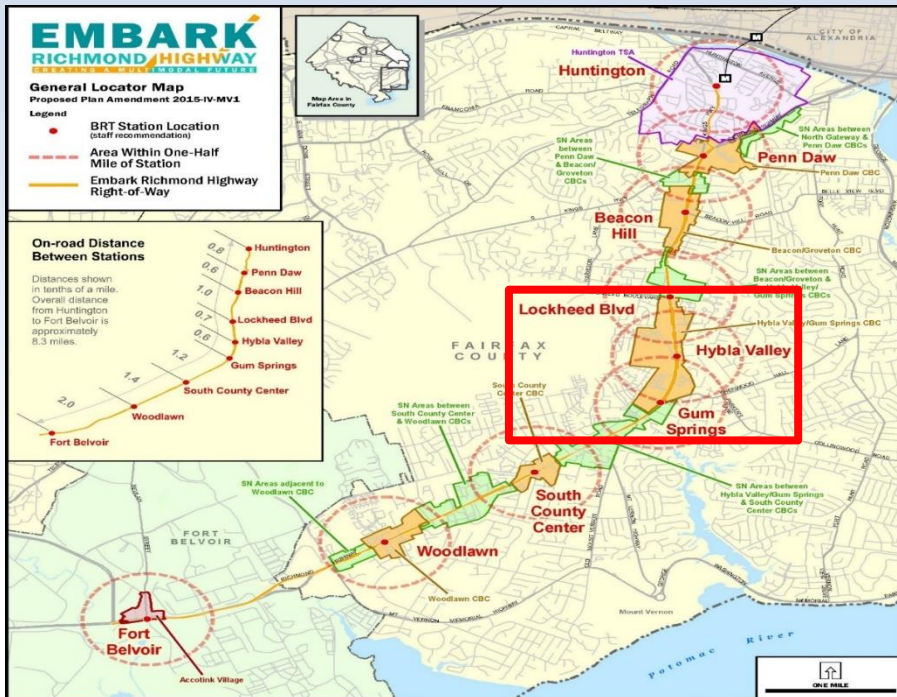 EMBARK
RICHMOND HIGHWAY
CREATING A MULTIMODAL FUTURE
General Locator Map
Proposed Plan Amendment 2015-IV-MV1
Legend
BRT Station Location
(staff recommendation)
Area Within One-Half
Mile of Station
Embark Richmond Highway
Right-of-Way
Map Area in
Fairfax County
On-road Distance
Between Stations
Distances shown
in tenths of a mile.
Overall distance
from Huntington
to Fort Belvoir is
approximately
8.3 miles.
0.8
0.6
1.0
0.7
0.6
1.2
1.4
2.0
Huntington
Penn Daw
Beacon Hill
Lockheed Blvd
Hybla Valley
Gum Springs
South County Center
Woodlawn
Fort Belvoir
CAPITAL BELTWAY
CITY OF
ALEXANDRIA
M
M
Huntington TSA
Huntington
SN Areas between
North Gateway &
Penn Daw CBCs
SN Areas
between
Penn Daw
& Beacon/
Groveton
CBCs
Penn Daw
Penn Daw CBC
Beacon
Hill
BEACON HILL ROAD
Beacon/Groveton CBC
SN Areas between
Beacon/Groveton &
Gum Springs CBCs
Lockheed Blvd
Hybla Valley/Gum Springs CBC
FAIRFAX
COUNTY
Hybla Valley
South County
Center CBC
Gum
Springs
SN Areas between
South County Center
& Woodlawn CBCs
SN Areas adjacent to
Woodlawn CBC
South
County
Center
SN Areas between
Hybla Valley/Gum Springs
& South County
Center CBCs
FORT
BELVOIR
Woodlawn
RICHMOND
Woodlawn CBC
MT VERNON MEMORIAL HIGHWAY
Mount Vernon
Fort
Belvoir
Accotink Village
Potomac River
ONE MILE